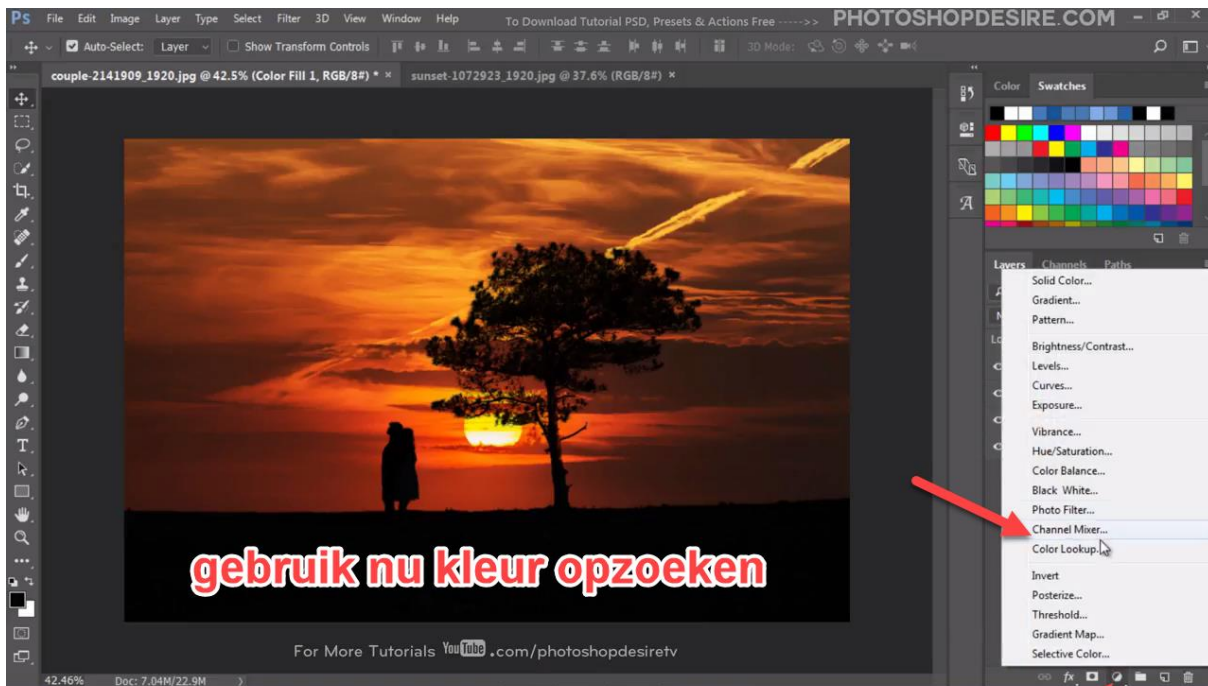 Ps File Edit Image Layer Type Select Filter 3D View Window Help To Download Tutorial PSD, Presets & Actions Free ----->> PHOTOSHOPDESIRE.COM
Auto-Select: Layer Show Transform Controls 3D Mode:
couple-2141909_1920.jpg @ 42.5% (Color Fill 1, RGB/8#) * × sunset-1072923_1920.jpg @ 37.6% (RGB/8#) ×
Color Swatches
Layers Channels Paths
Solid Color...
Gradient...
Pattern...
Brightness/Contrast...
Levels...
Curves...
Exposure...
Vibrance...
Hue/Saturation...
Color Balance...
Black White...
Photo Filter...
Channel Mixer...
Color Lookup...
Invert
Posterize...
Threshold...
Gradient Map...
Selective Color...
gebruik nu kleur opzoeken
For More Tutorials YouTube .com/photoshopdesiretv
42.46% Doc: 7.04M/22.9M